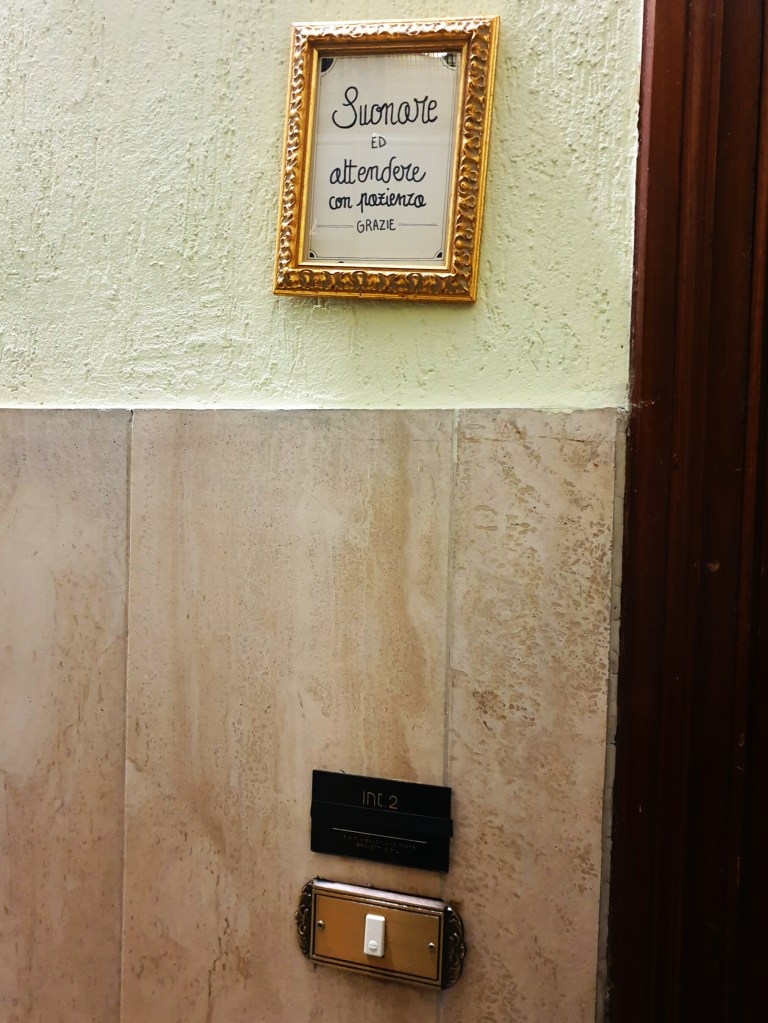 Suonare
ED
attendere
con pazienza
GRAZIE
INT.2